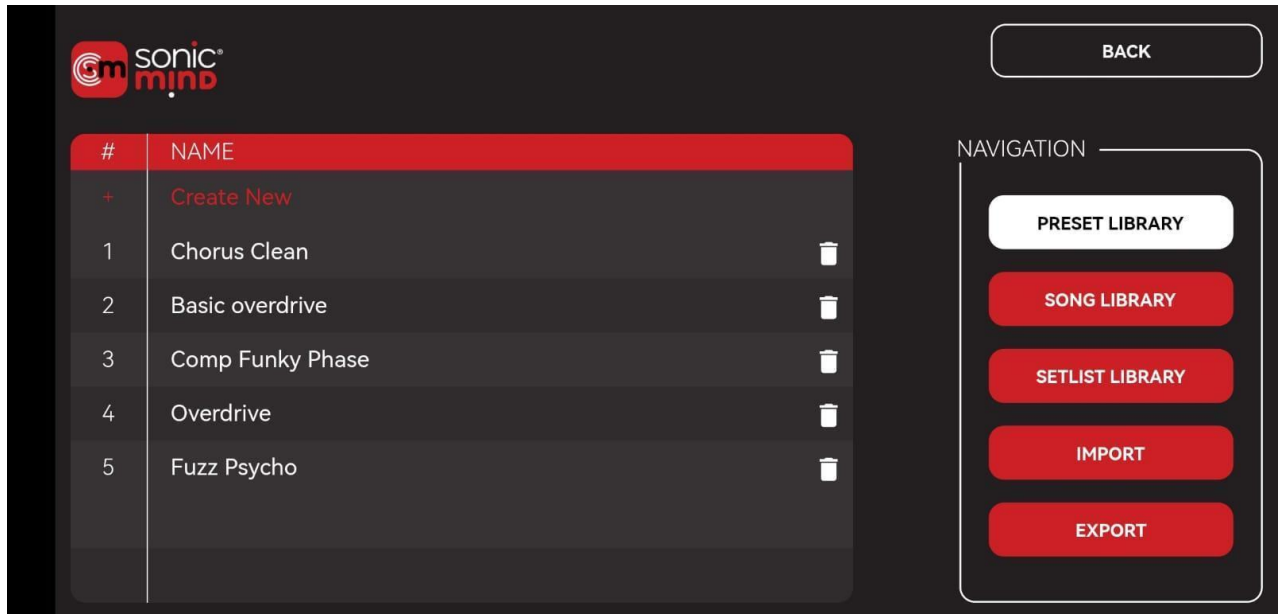 sm sonic®
mind
BACK
# NAME
+ Create New
1 Chorus Clean
2 Basic overdrive
3 Comp Funky Phase
4 Overdrive
5 Fuzz Psycho
NAVIGATION
PRESET LIBRARY
SONG LIBRARY
SETLIST LIBRARY
IMPORT
EXPORT